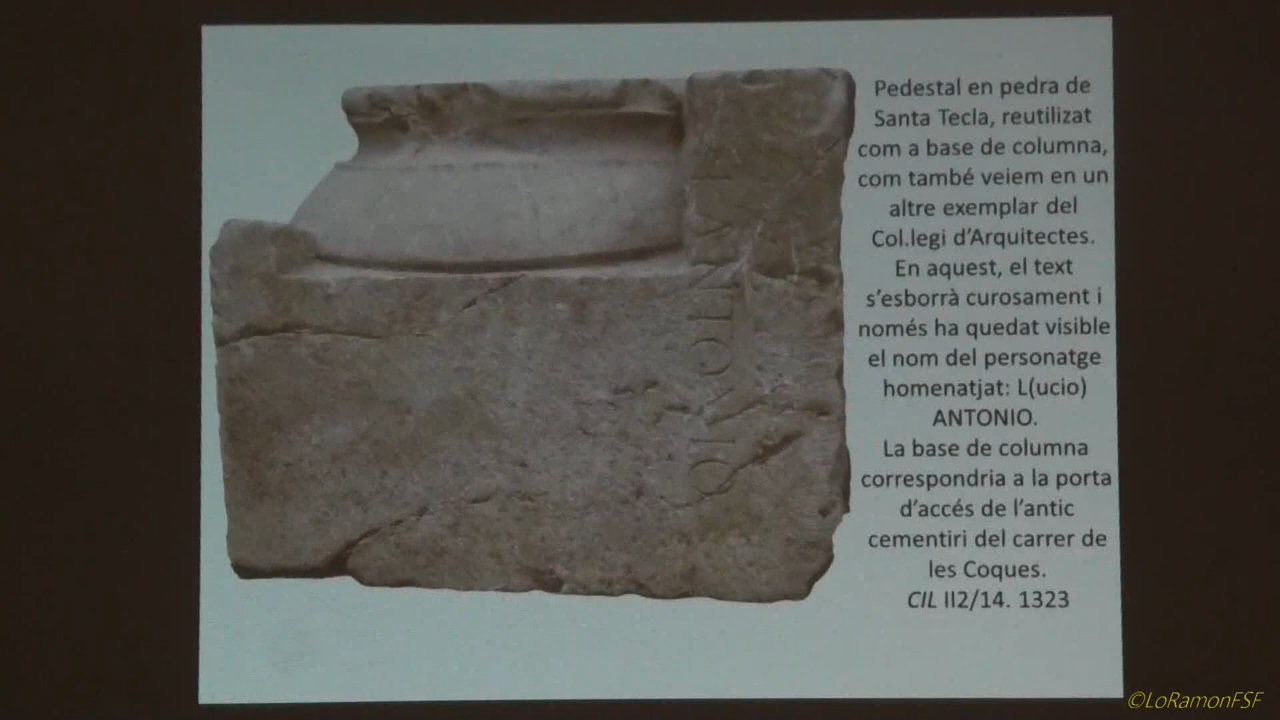 L ANTONIO
Pedestal en pedra de
Santa Tecla, reutilizat
com a base de columna,
com també veiem en un
altre exemplar del
Col.legi d'Arquitectes.
En aquest, el text
s'esborrà curosament i
només ha quedat visible
el nom del personatge
homenatjat: L(ucio)
ANTONIO.
La base de columna
correspondria a la porta
d'accés de l'antic
cementiri del carrer de
les Coques.
CIL II2/14. 1323
©LoRamonFSF